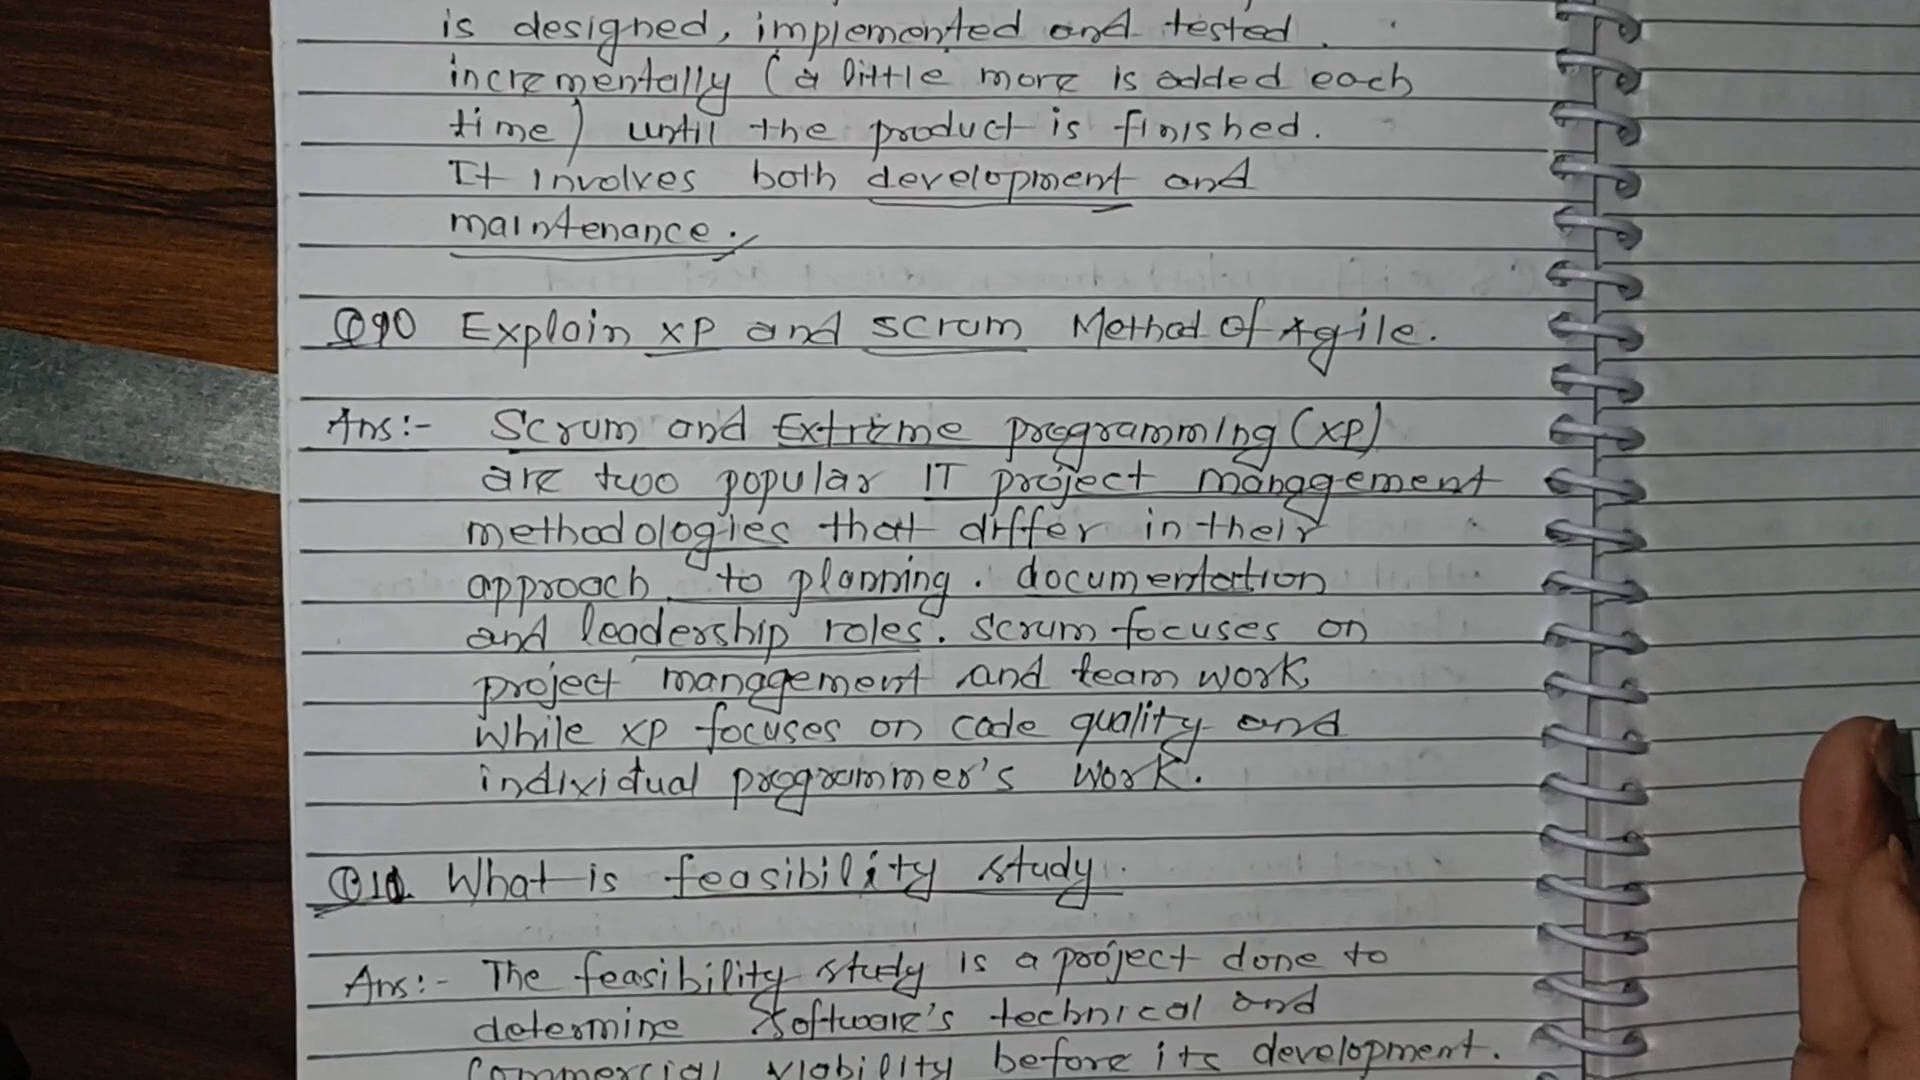 is designed, implemented and tested.
incrementally (a little more is added each
time) until the product is finished.
It involves both development and
maintenance.
Q90 Explain XP and scrum Method Of Agile.
Ans:- Scrum and Extreme programming (XP)
are two popular IT project management
methodologies that differ in their
approach to planning. documentation
and leadership roles. Scrum focuses on
project management and team work,
While XP focuses on code quality and
individual programmer's work.
Q10. What is feasibility study.
Ans:- The feasibility study is a project done to
determine Software's technical and
Commercial viability before its development.